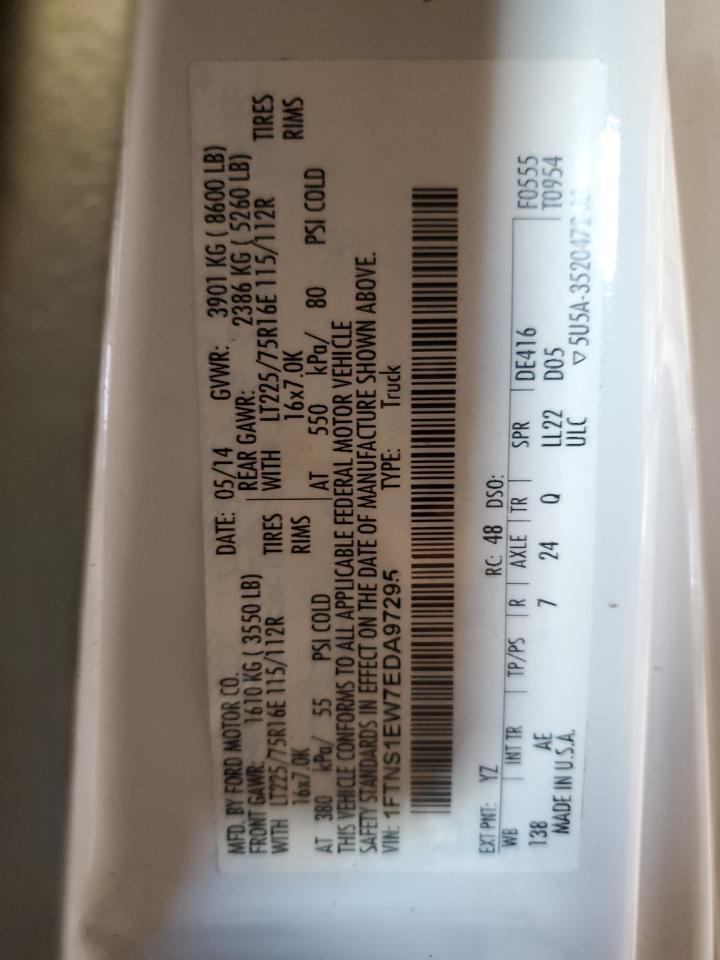 MFD. BY FORD MOTOR CO. DATE: 05/14 GVWR: 3901 KG ( 8600 LB)
FRONT GAWR: 1610 KG ( 3550 LB) REAR GAWR: 2386 KG ( 5260 LB)
WITH LT225/75R16E 115/112R TIRES WITH LT225/75R16E 115/112R TIRES
16x7.0K RIMS 16x7.0K RIMS
AT 380 kPa/ 55 PSI COLD AT 550 kPa/ 80 PSI COLD
THIS VEHICLE CONFORMS TO ALL APPLICABLE FEDERAL MOTOR VEHICLE
SAFETY STANDARDS IN EFFECT ON THE DATE OF MANUFACTURE SHOWN ABOVE.
VIN: 1FTNS1EW7EDA97295 TYPE: Truck
EXT PNT: YZ RC: 48 DSO:
WB INT TR TP/PS R AXLE TR SPR DE416 F0555
138 AE 7 24 Q LL22 D05 T0954
MADE IN U.S.A. ULC
▽5U5A-3520472